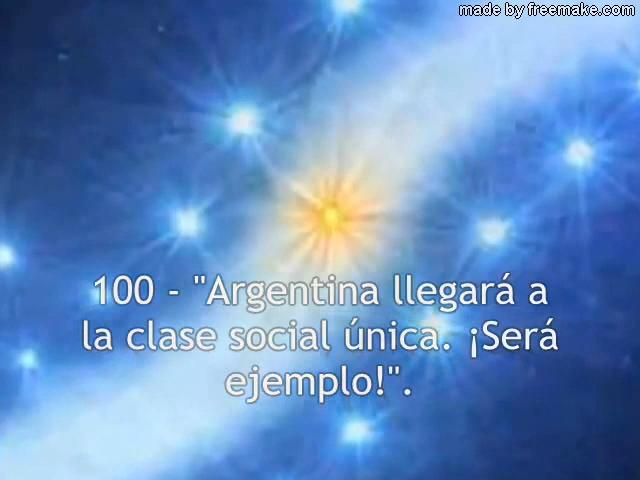 made by freemake.com
100 - "Argentina llegará a
la clase social única. ¡Será
ejemplo!".